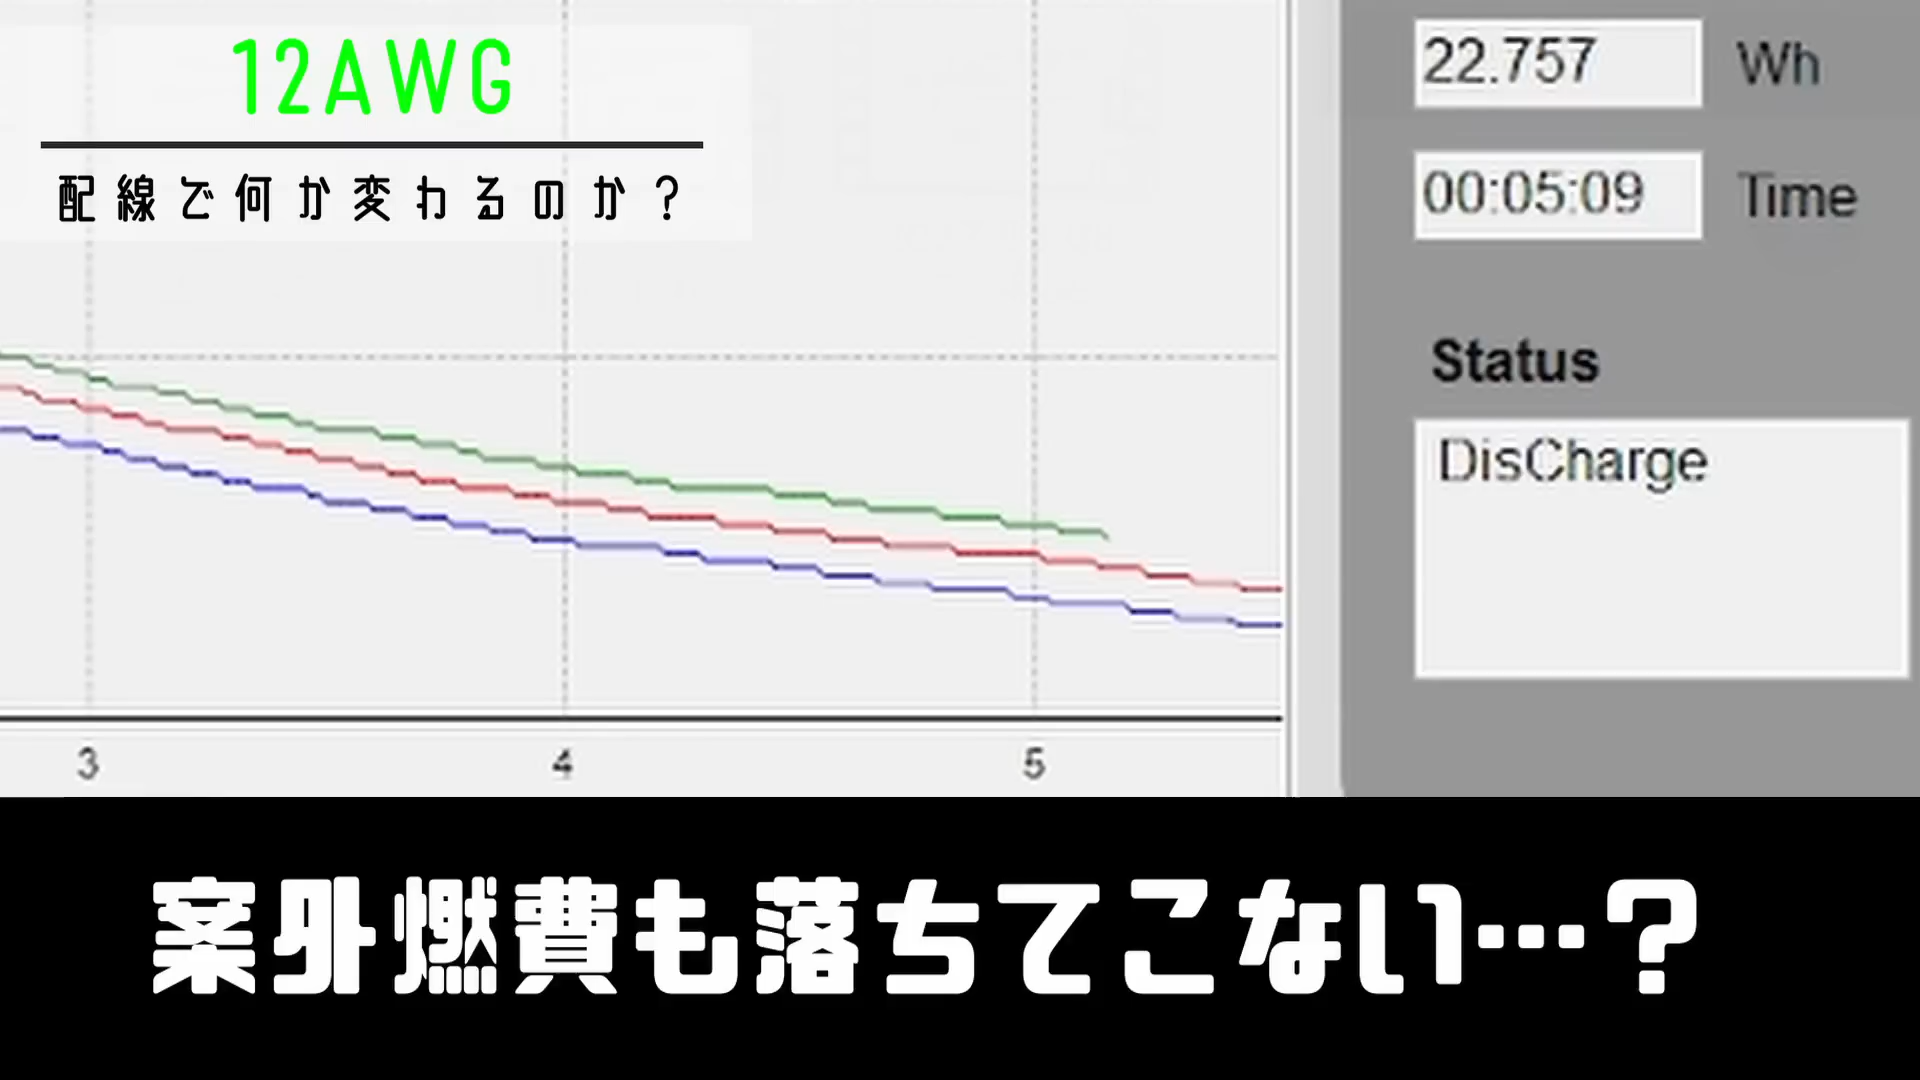 12AWG
配線で何か変わるのか？
22.757 Wh
00:05:09 Time
Status
DisCharge
3 4 5
案外燃費も落ちてこない…？